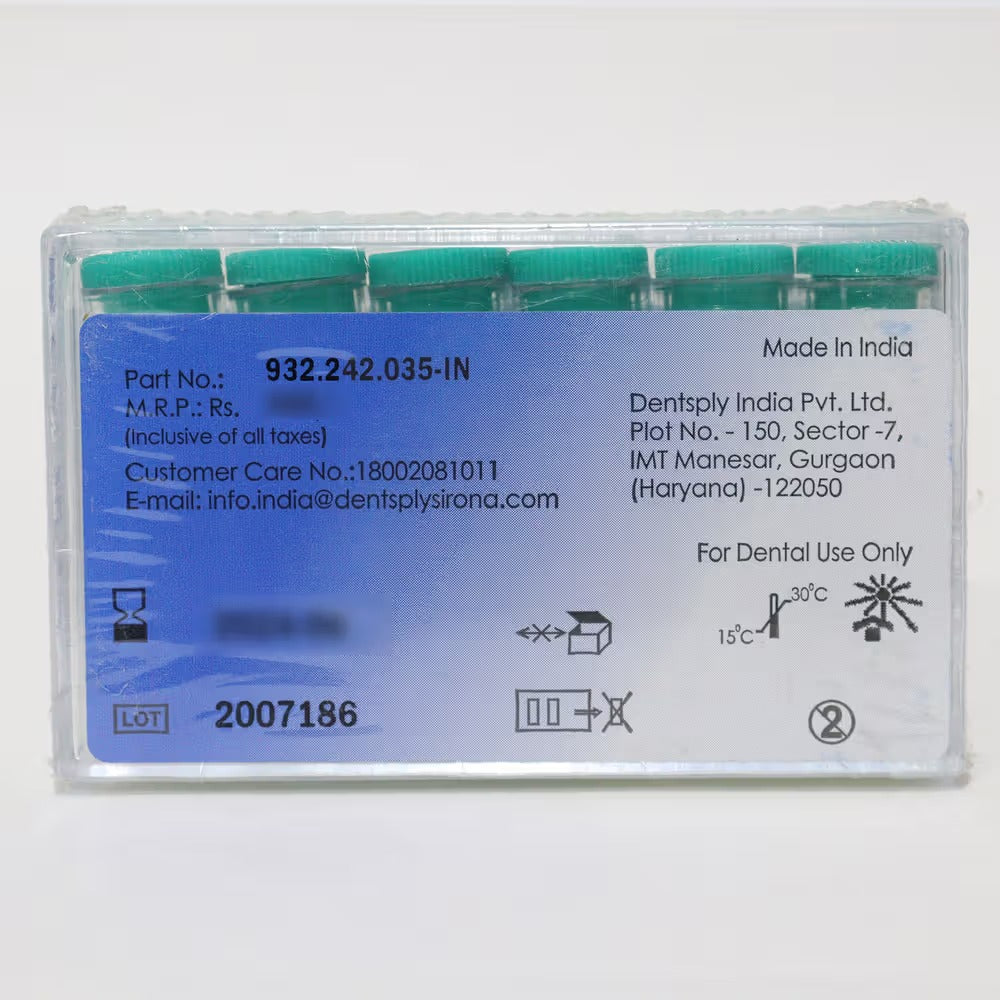 Part No.: 932.242.035-IN
M.R.P.: Rs.
(Inclusive of all taxes)
Customer Care No.:18002081011
E-mail: info.india@dentsplysirona.com
Made In India
Dentsply India Pvt. Ltd.
Plot No. - 150, Sector -7,
IMT Manesar, Gurgaon
(Haryana) -122050
For Dental Use Only
15°C 30°C
LOT 2007186
2